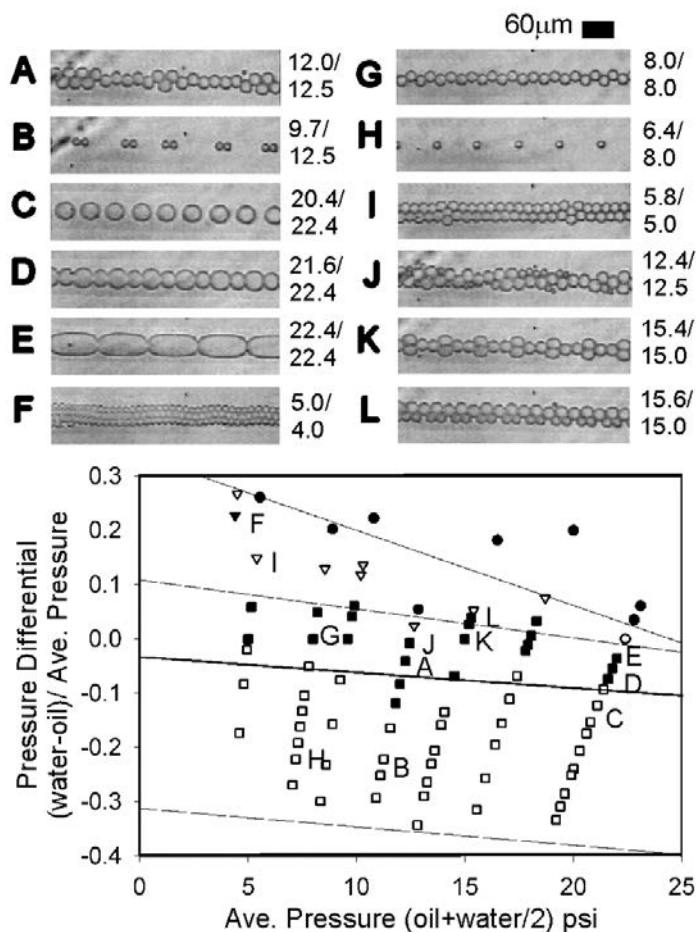 60µm
A 12.0/ 12.5
G 8.0/ 8.0
B 9.7/ 12.5
H 6.4/ 8.0
C 20.4/ 22.4
I 5.8/ 5.0
D 21.6/ 22.4
J 12.4/ 12.5
E 22.4/ 22.4
K 15.4/ 15.0
F 5.0/ 4.0
L 15.6/ 15.0
Pressure Differential
(water-oil)/ Ave. Pressure
0.3
0.2
0.1
0.0
-0.1
-0.2
-0.3
-0.4
F
I
G
J
A
L
K
E
D
C
H
B
0 5 10 15 20 25
Ave. Pressure (oil+water/2) psi